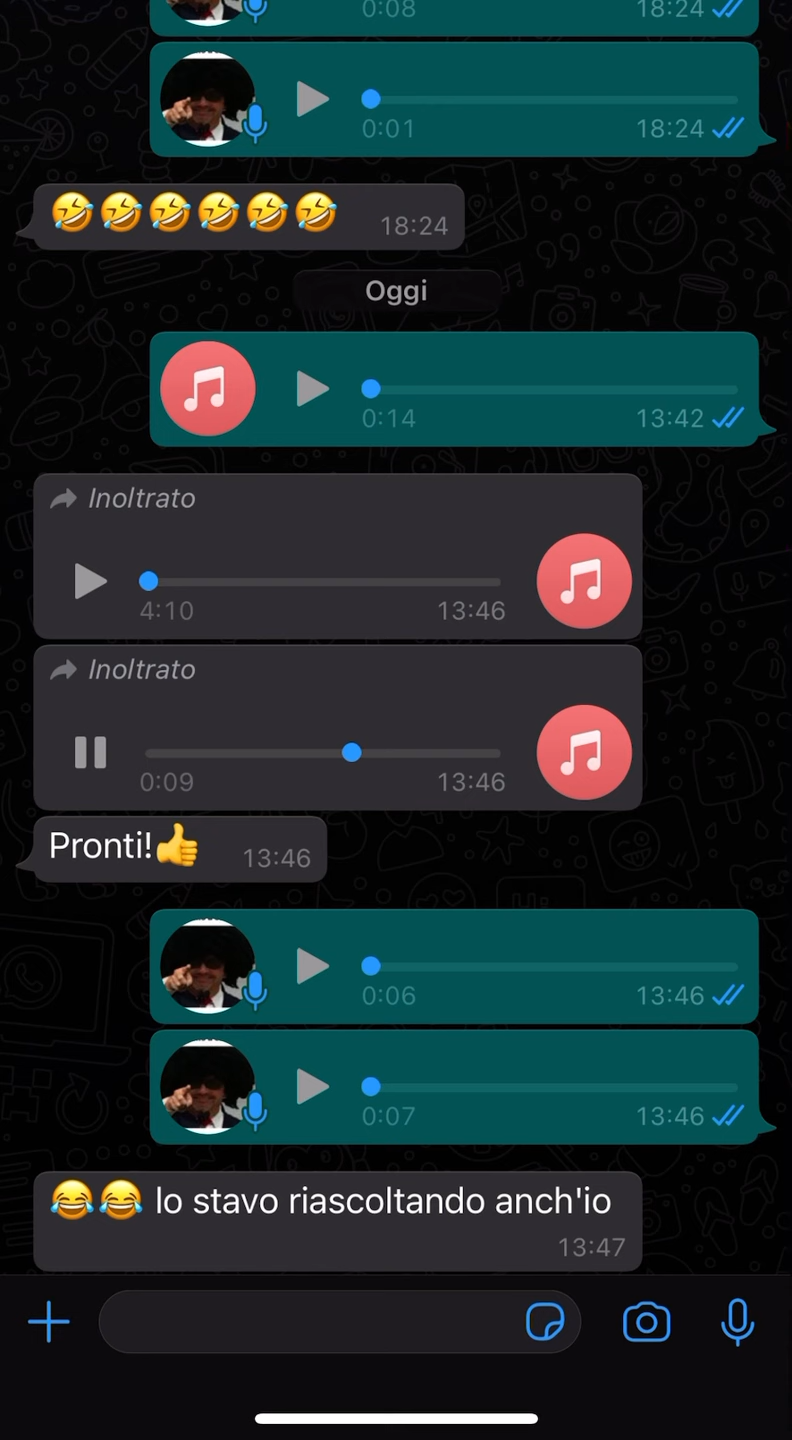 0:08 18:24
0:01 18:24
🤣🤣🤣🤣🤣🤣 18:24
Oggi
0:14 13:42
Inoltrato
4:10 13:46
Inoltrato
0:09 13:46
Pronti!👍 13:46
0:06 13:46
0:07 13:46
😂😂 lo stavo riascoltando anch'io
13:47